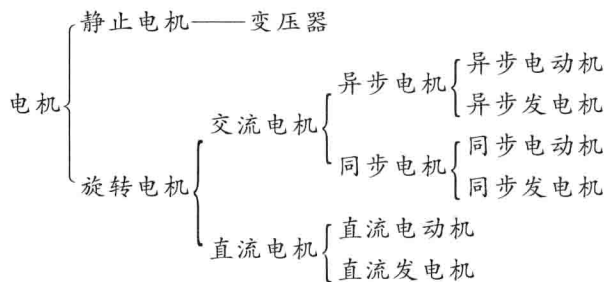 静止电机——变压器
异步电动机
异步电机
异步发电机
电机
交流电机
同步电动机
同步电机
同步发电机
旋转电机
直流电动机
直流电机
直流发电机